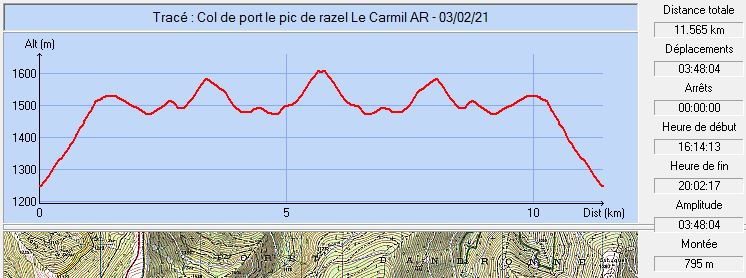 Tracé : Col de port le pic de razel Le Carmil AR - 03/02/21
Alt (m)
1600
1500
1400
1300
1200
0
5
10
Dist (km)
Distance totale
11.565 km
Déplacements
03:48:04
Arrêts
00:00:00
Heure de début
16:14:13
Heure de fin
20:02:17
Amplitude
03:48:04
Montée
795 m